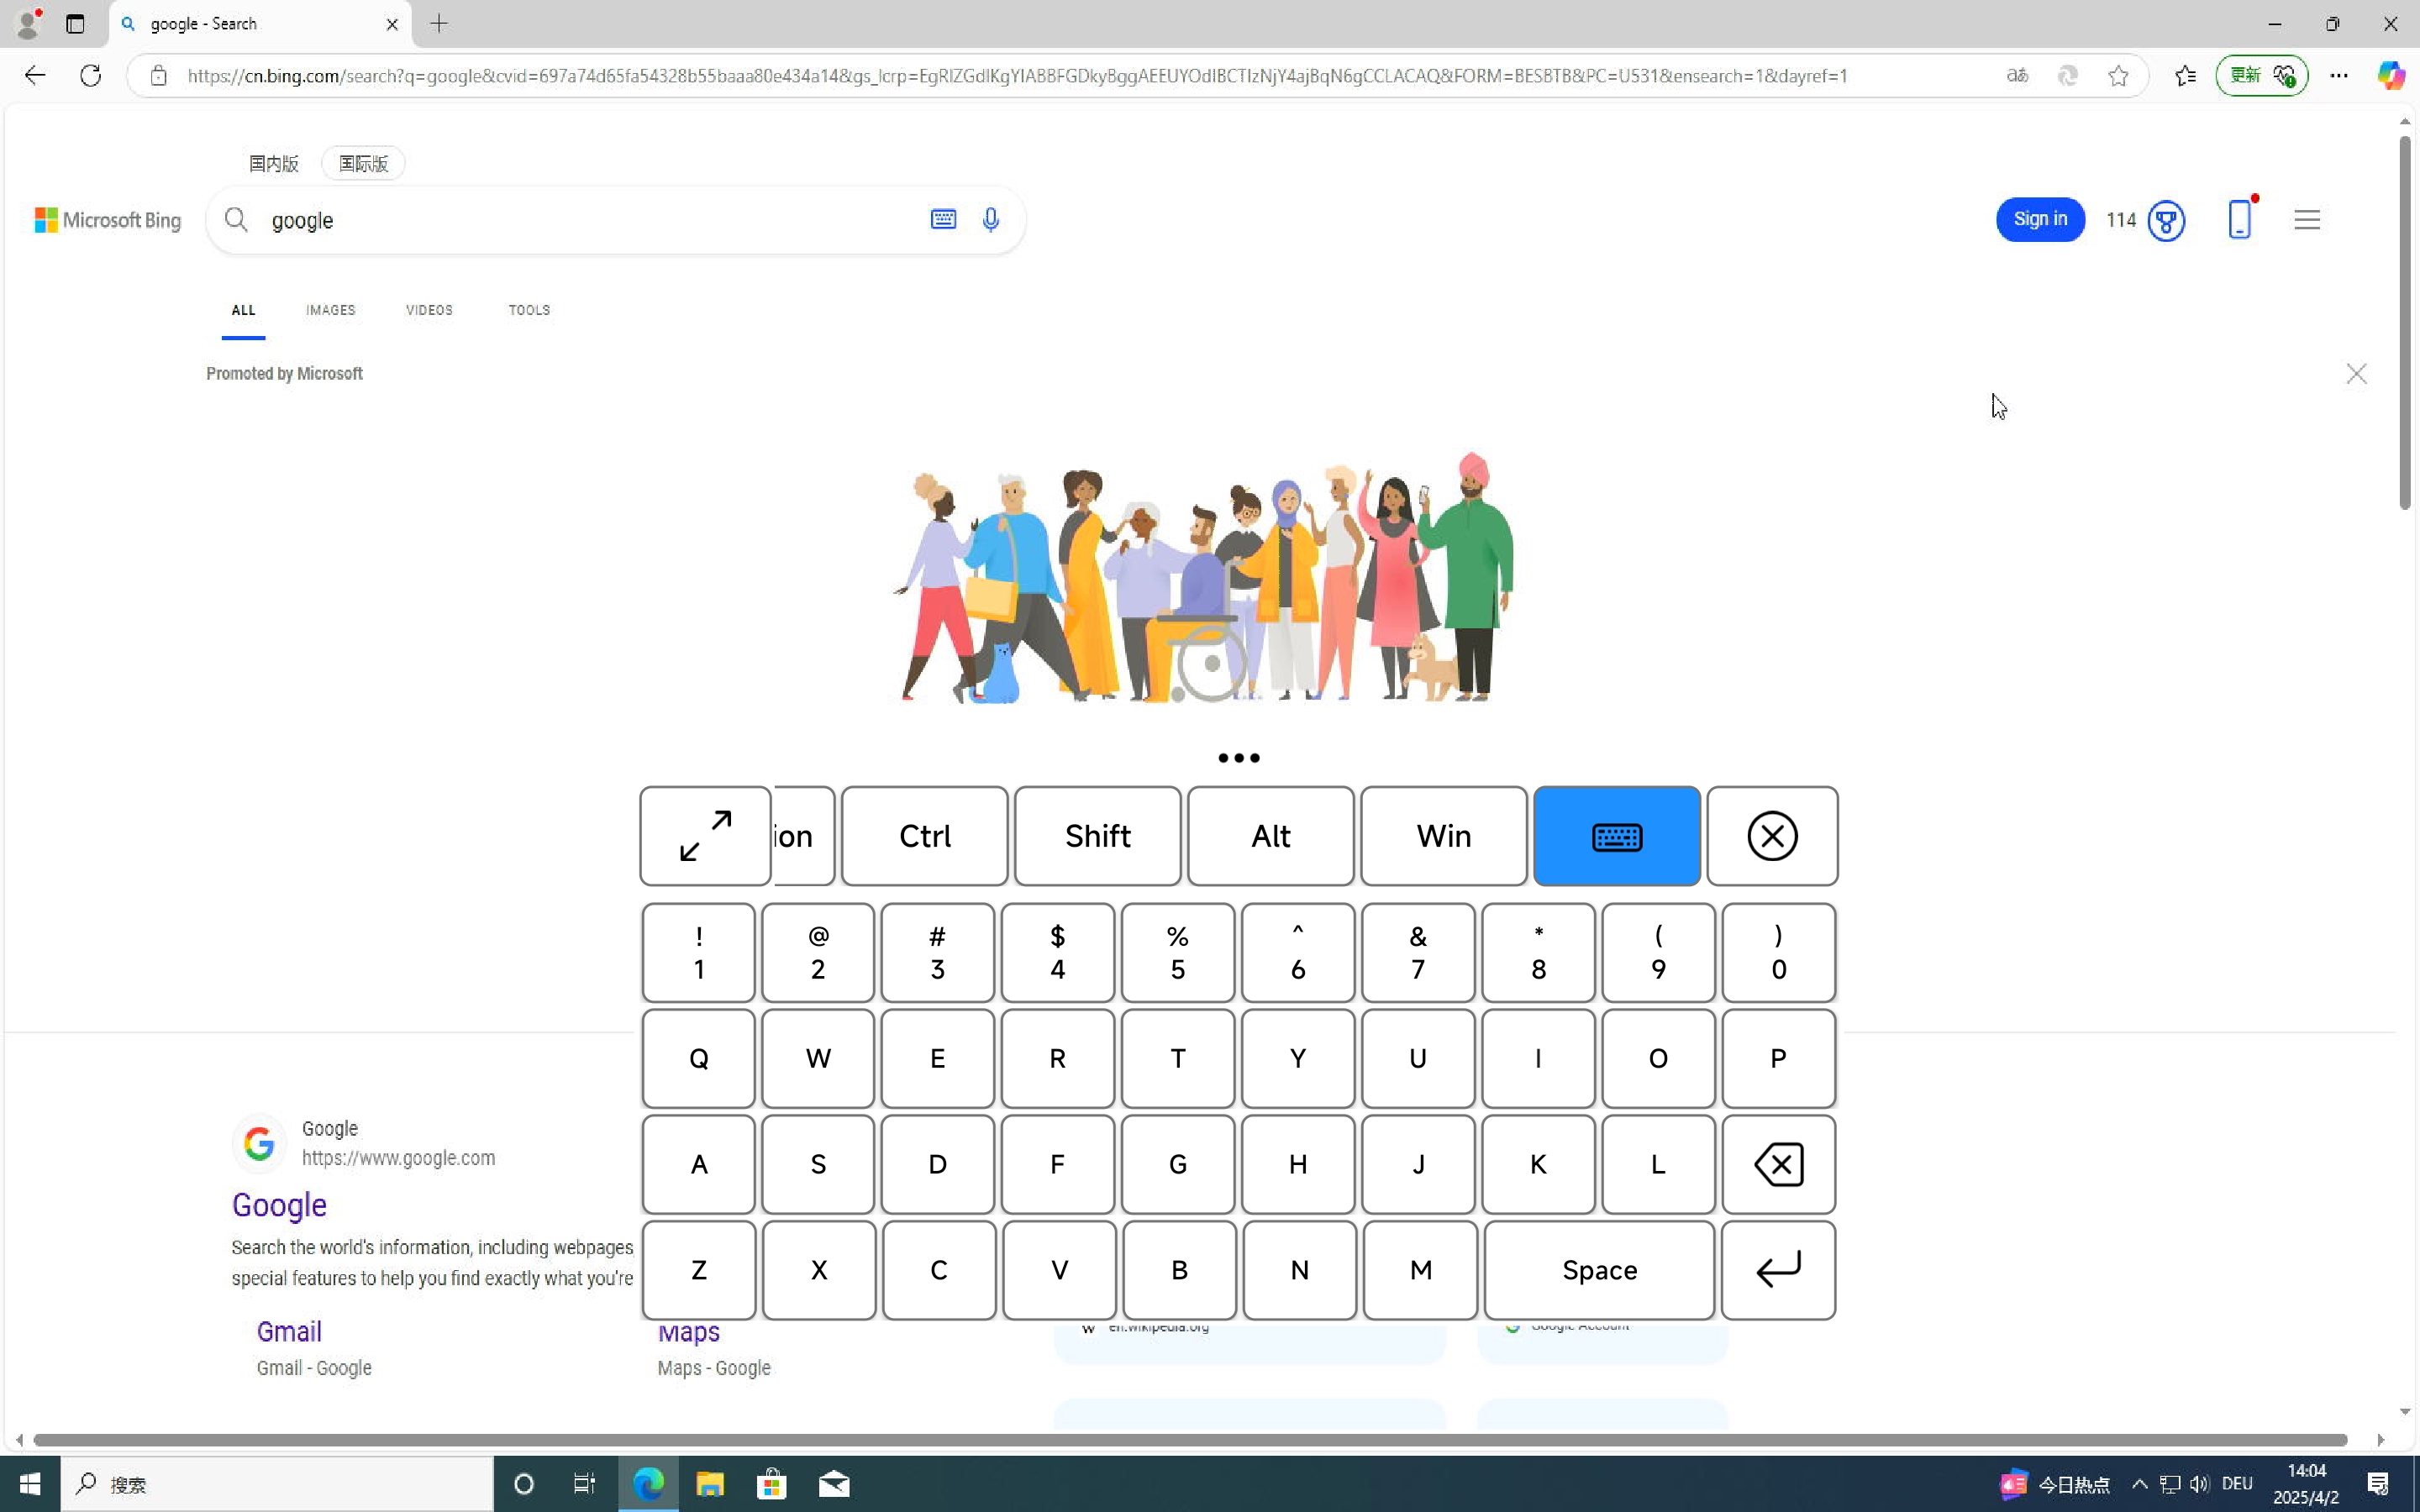 google - Search
https://cn.bing.com/search?q=google&cvid=697a74d65fa54328b55baaa80e434a14&gs_lcrp=EgRlZGdlKgYIABBFGDkyBggAEEUYOdIBCTIzNjY4ajBqN6gCCLACAQ&FORM=BESBTB&PC=U531&ensearch=1&dayref=1
更新
国内版 国际版
Microsoft Bing
google
Sign in
114
ALL IMAGES VIDEOS TOOLS
Promoted by Microsoft
ion Ctrl Shift Alt Win
! @ # $ % ^ & * ( )
1 2 3 4 5 6 7 8 9 0
Q W E R T Y U I O P
A S D F G H J K L
Z X C V B N M Space
Google
https://www.google.com
Google
Search the world's information, including webpages
special features to help you find exactly what you're
Gmail
Gmail - Google
Maps
Maps - Google
en.wikipedia.org
Google Account
搜索
今日热点
DEU
14:04
2025/4/2